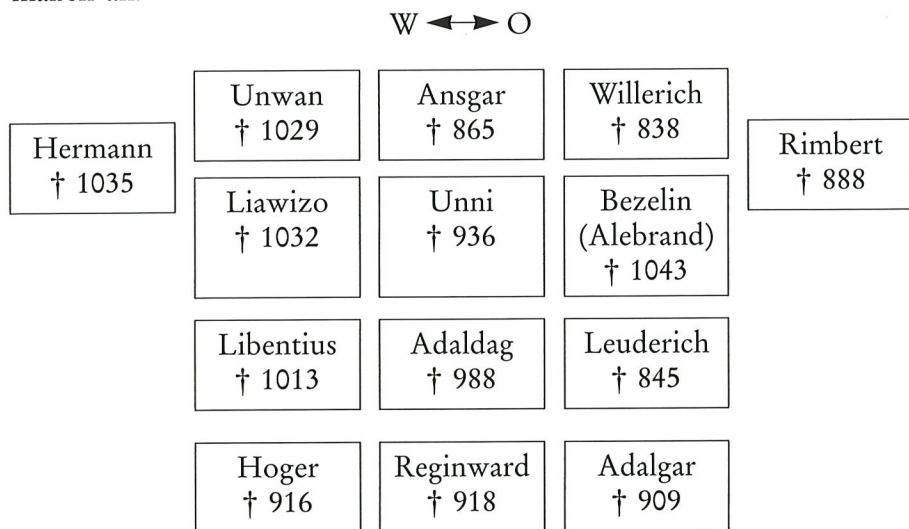 W O
Unwan
† 1029
Ansgar
† 865
Willerich
† 838
Hermann
† 1035
Rimbert
† 888
Liawizo
† 1032
Unni
† 936
Bezelin
(Alebrand)
† 1043
Libentius
† 1013
Adaldag
† 988
Leuderich
† 845
Hoger
† 916
Reginward
† 918
Adalgar
† 909